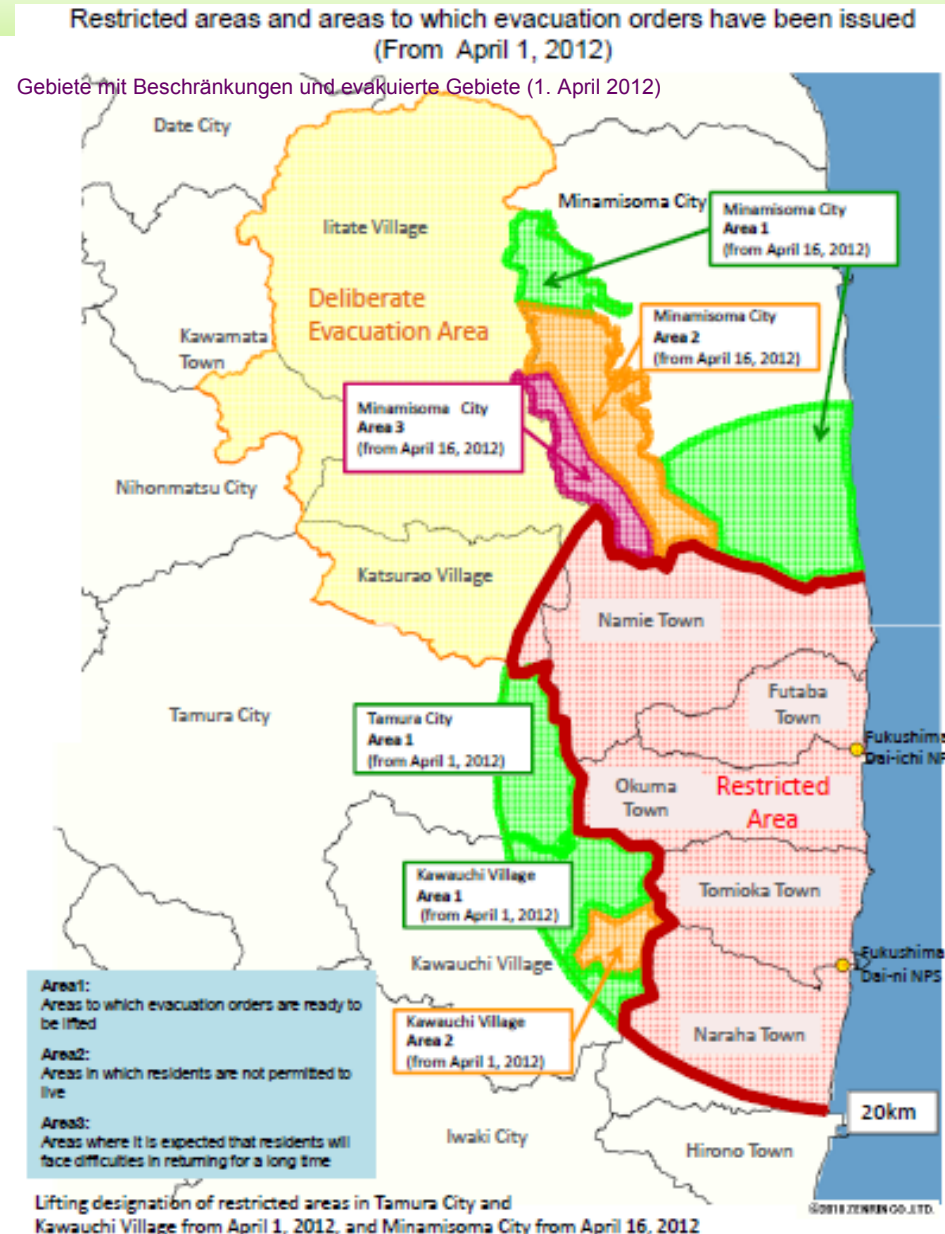 Restricted areas and areas to which evacuation orders have been issued
(From April 1, 2012)
Gebiete mit Beschränkungen und evakuierte Gebiete (1. April 2012)
Date City
Minamisoma City
Minamisoma City
Area 1
(from April 16, 2012)
Iitate Village
Deliberate
Evacuation Area
Minamisoma City
Area 2
(from April 16, 2012)
Kawamata
Town
Minamisoma City
Area 3
(from April 16, 2012)
Nihonmatsu City
Katsurao Village
Namie Town
Futaba
Town
Tamura City
Tamura City
Area 1
(from April 1, 2012)
Fukushima
Dai-ichi NP
Okuma
Town
Restricted
Area
Kawauchi Village
Area 1
(from April 1, 2012)
Tomioka Town
Kawauchi Village
Fukushima
Dai-ni NPS
Area1:
Areas to which evacuation orders are ready to
be lifted
Area2:
Areas in which residents are not permitted to
live
Area3:
Areas where it is expected that residents will
face difficulties in returning for a long time
Kawauchi Village
Area 2
(from April 1, 2012)
Naraha Town
20km
Iwaki City
Hirono Town
Lifting designation of restricted areas in Tamura City and
Kawauchi Village from April 1, 2012, and Minamisoma City from April 16, 2012